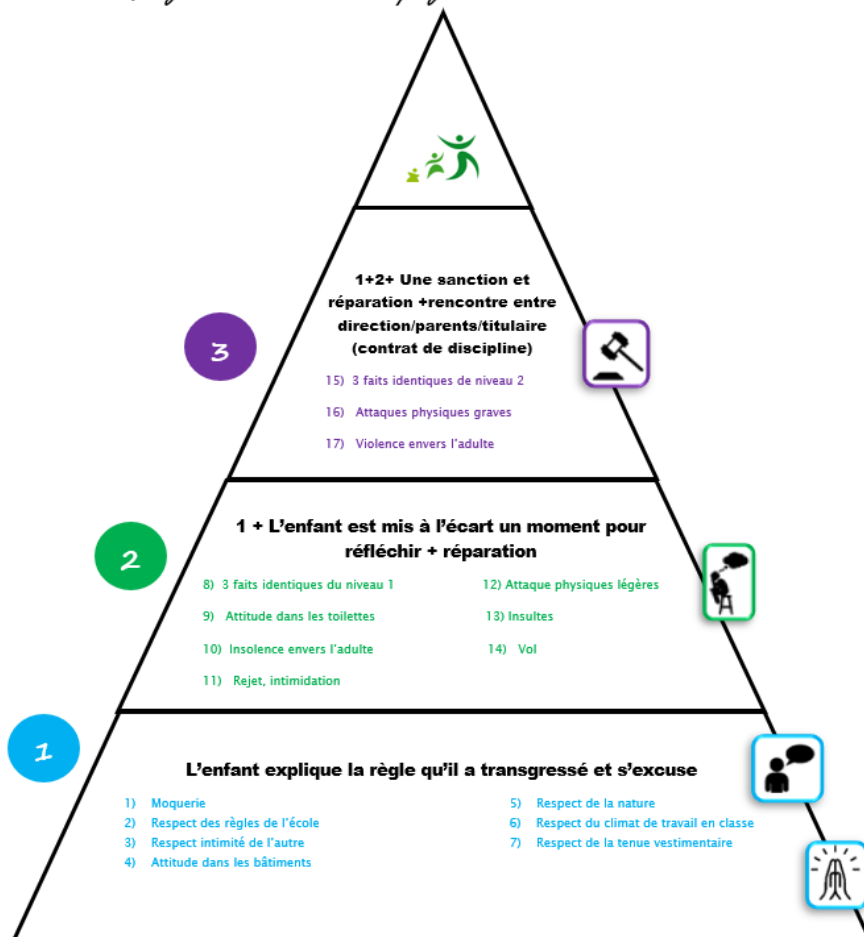 3
1+2+ Une sanction et
réparation +rencontre entre
direction/parents/titulaire
(contrat de discipline)
15) 3 faits identiques de niveau 2
16) Attaques physiques graves
17) Violence envers l'adulte
2
1 + L'enfant est mis à l'écart un moment pour
réfléchir + réparation
8) 3 faits identiques du niveau 1
9) Attitude dans les toilettes
10) Insolence envers l'adulte
11) Rejet, intimidation
12) Attaque physiques légères
13) Insultes
14) Vol
1
L'enfant explique la règle qu'il a transgressé et s'excuse
1) Moquerie
2) Respect des règles de l'école
3) Respect intimité de l'autre
4) Attitude dans les bâtiments
5) Respect de la nature
6) Respect du climat de travail en classe
7) Respect de la tenue vestimentaire